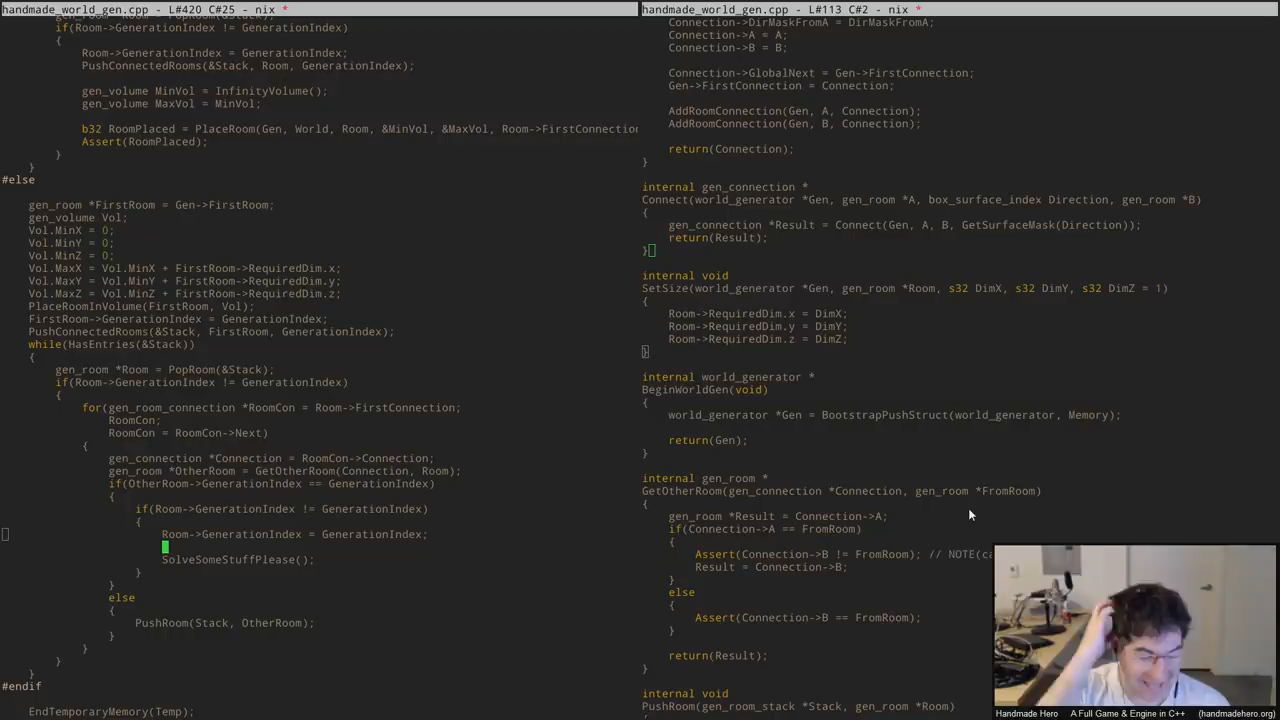 handmade_world_gen.cpp - L#420 C#25 - nix *
gen_room *Room = PopRoom(&Stack);
if(Room->GenerationIndex != GenerationIndex)
{
Room->GenerationIndex = GenerationIndex;
PushConnectedRooms(&Stack, Room, GenerationIndex);
gen_volume MinVol = InfinityVolume();
gen_volume MaxVol = MinVol;
b32 RoomPlaced = PlaceRoom(Gen, World, Room, &MinVol, &MaxVol, Room->FirstConnection
Assert(RoomPlaced);
}
}
#else
gen_room *FirstRoom = Gen->FirstRoom;
gen_volume Vol;
Vol.MinX = 0;
Vol.MinY = 0;
Vol.MinZ = 0;
Vol.MaxX = Vol.MinX + FirstRoom->RequiredDim.x;
Vol.MaxY = Vol.MinY + FirstRoom->RequiredDim.y;
Vol.MaxZ = Vol.MinZ + FirstRoom->RequiredDim.z;
PlaceRoomInVolume(FirstRoom, Vol);
FirstRoom->GenerationIndex = GenerationIndex;
PushConnectedRooms(&Stack, FirstRoom, GenerationIndex);
while(HasEntries(&Stack))
{
gen_room *Room = PopRoom(&Stack);
if(Room->GenerationIndex != GenerationIndex)
{
for(gen_room_connection *RoomCon = Room->FirstConnection;
RoomCon;
RoomCon = RoomCon->Next)
{
gen_connection *Connection = RoomCon->Connection;
gen_room *OtherRoom = GetOtherRoom(Connection, Room);
if(OtherRoom->GenerationIndex == GenerationIndex)
{
if(Room->GenerationIndex != GenerationIndex)
{
Room->GenerationIndex = GenerationIndex;
SolveSomeStuffPlease();
}
}
else
{
PushRoom(Stack, OtherRoom);
}
}
}
}
#endif
EndTemporaryMemory(Temp);
handmade_world_gen.cpp - L#113 C#2 - nix *
Connection->DirMaskFromA = DirMaskFromA;
Connection->A = A;
Connection->B = B;
Connection->GlobalNext = Gen->FirstConnection;
Gen->FirstConnection = Connection;
AddRoomConnection(Gen, A, Connection);
AddRoomConnection(Gen, B, Connection);
return(Connection);
}
internal gen_connection *
Connect(world_generator *Gen, gen_room *A, box_surface_index Direction, gen_room *B)
{
gen_connection *Result = Connect(Gen, A, B, GetSurfaceMask(Direction));
return(Result);
}
internal void
SetSize(world_generator *Gen, gen_room *Room, s32 DimX, s32 DimY, s32 DimZ = 1)
{
Room->RequiredDim.x = DimX;
Room->RequiredDim.y = DimY;
Room->RequiredDim.z = DimZ;
}
internal world_generator *
BeginWorldGen(void)
{
world_generator *Gen = BootstrapPushStruct(world_generator, Memory);
return(Gen);
}
internal gen_room *
GetOtherRoom(gen_connection *Connection, gen_room *FromRoom)
{
gen_room *Result = Connection->A;
if(Connection->A == FromRoom)
{
Assert(Connection->B != FromRoom); // NOTE(ca
Result = Connection->B;
}
else
{
Assert(Connection->B == FromRoom);
}
return(Result);
}
internal void
PushRoom(gen_room_stack *Stack, gen_room *Room)
Handmade Hero A Full Game & Engine in C++ (handmadehero.org)